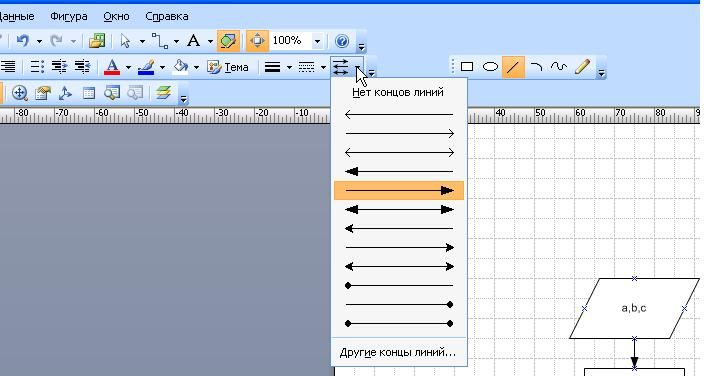 Данные Фигура Окно Справка
A 100%
A Тема
Нет концов линий
-80 -70 -60 -50 -40 -30 -20 -10 40 50 60 70 80
a,b,c
Другие концы линий...